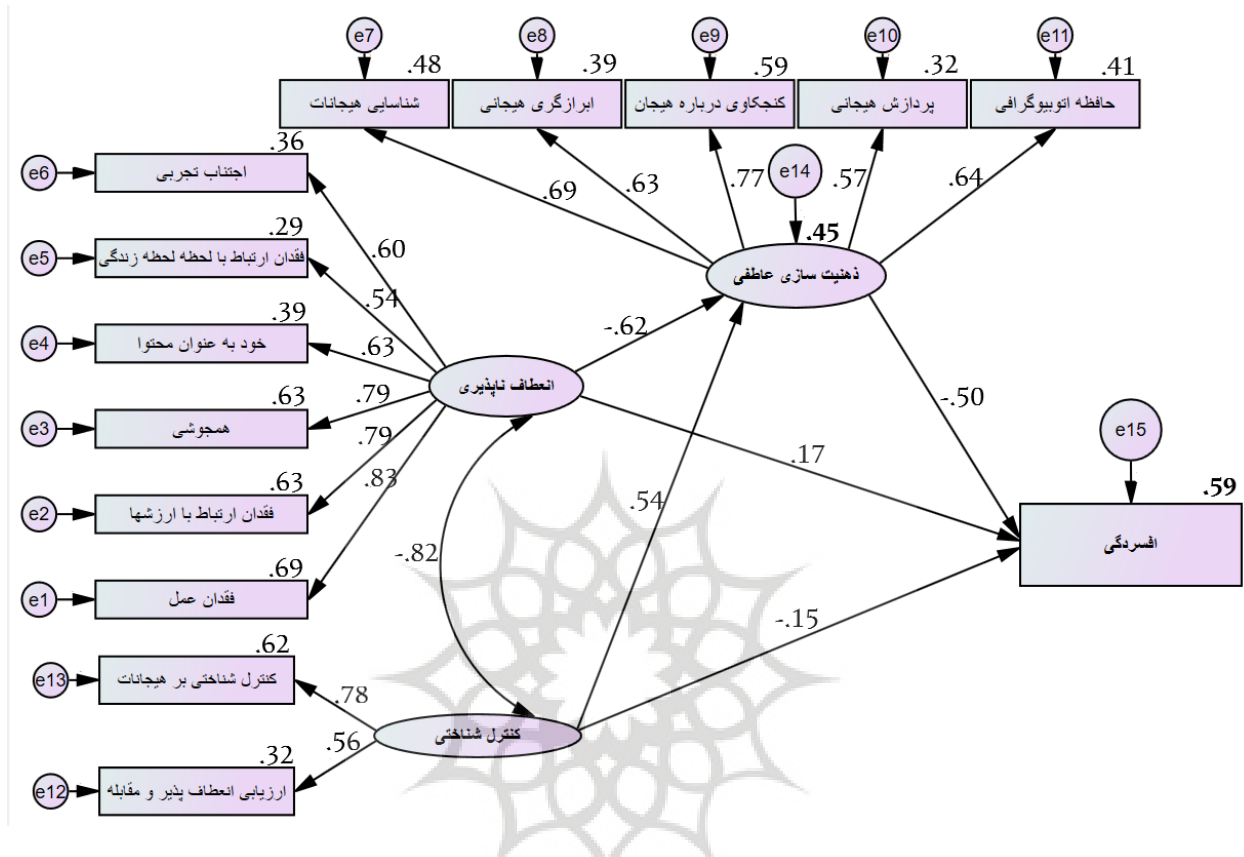 e7 e8 e9 e10 e11
.48 .39 .59 .32 .41
شناسایی هیجانات
ابرازگری هیجانی
کنجکاوی درباره هیجان
پردازش هیجانی
حافظه اتوبیوگرافی
.69 .63 .77 .57 .64
e14
.45
ذهنیت سازی عاطفی
e6
.36
اجتناب تجربی
.60
e5
.29
فقدان ارتباط با لحظه لحظه زندگی
.54
e4
.39
خود به عنوان محتوا
.63
e3
.63
همجوشی
.79
e2
.63
فقدان ارتباط با ارزشها
.79
e1
.69
فقدان عمل
.83
انعطاف ناپذیری
-.62
-.50
.17
.54
-.82
-.15
e15
.59
افسردگی
e13
.62
کنترل شناختی بر هیجانات
.78
کنترل شناختی
e12
.32
ارزیابی انعطاف پذیر و مقابله
.56